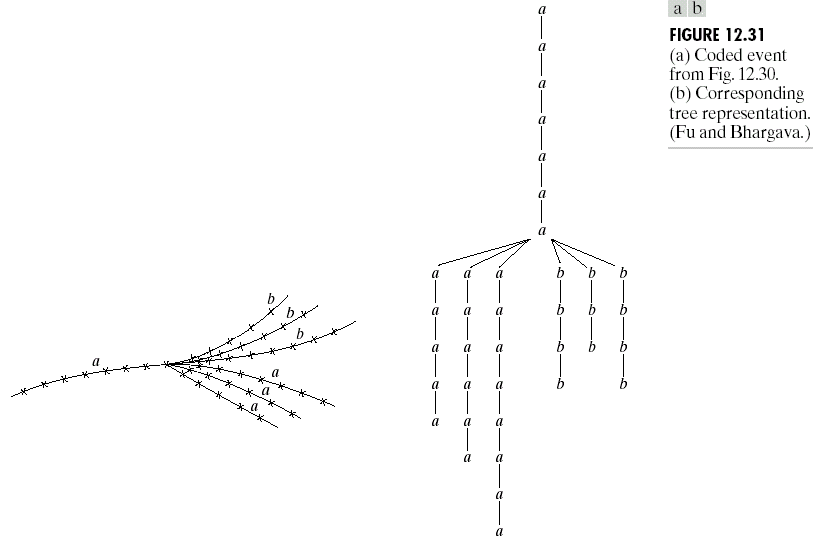 a b
FIGURE 12.31
(a) Coded event
from Fig. 12.30.
(b) Corresponding
tree representation.
(Fu and Bhargava.)
b
b
b
a
a
a
a
a
a
a
a
a
a
a
a a a b b b
a a a b b b
a a a b b b
a a a b b
a a a
a a
a
a